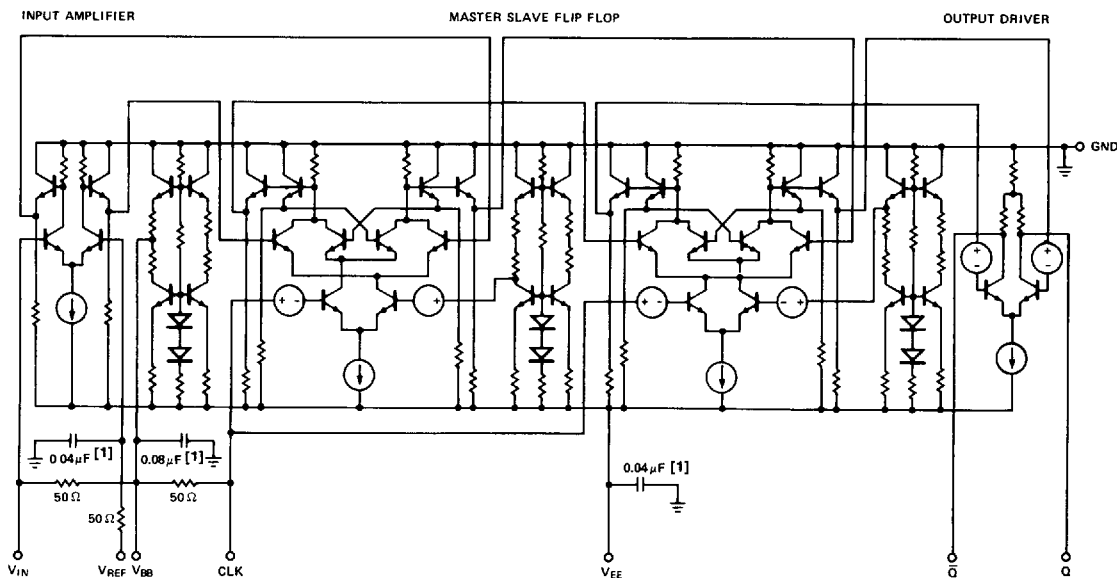 INPUT AMPLIFIER
MASTER SLAVE FLIP FLOP
OUTPUT DRIVER
GND
0.04μF [1]
0.08μF [1]
0.04μF [1]
50Ω
50Ω
50Ω
VIN
VREF
VBB
CLK
VEE
Q̅
Q